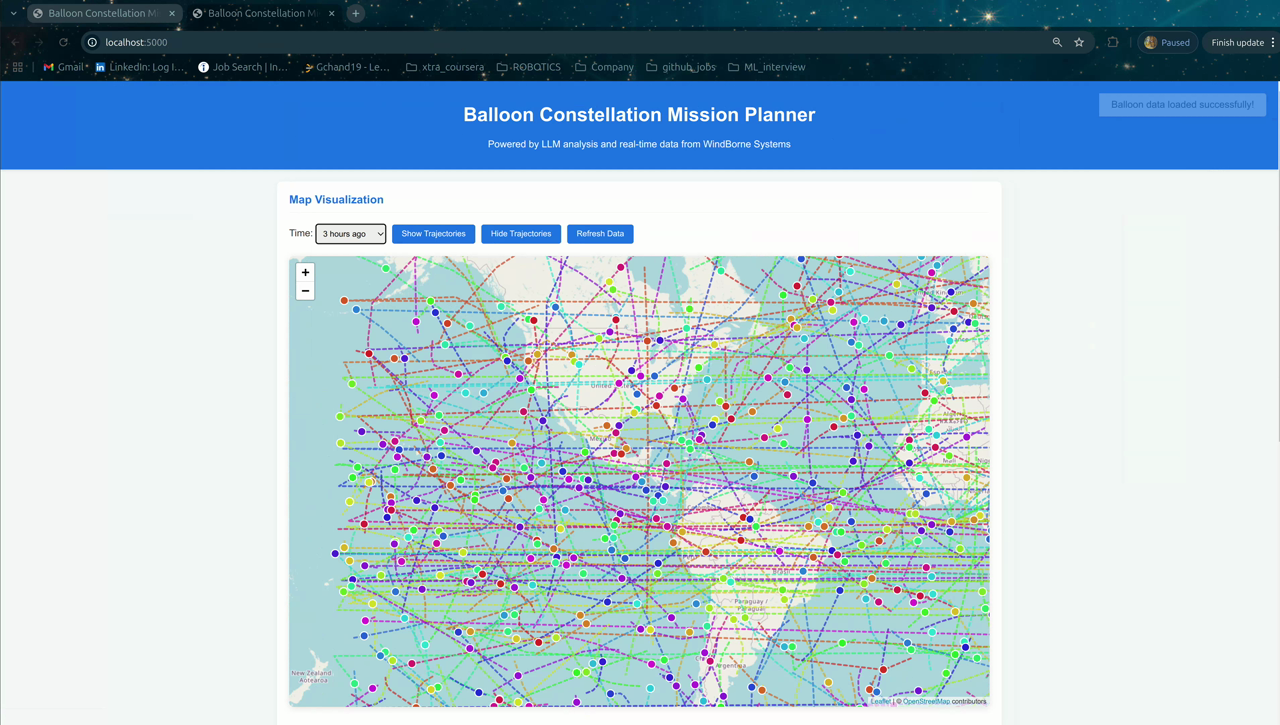 Balloon Constellation Mi
Balloon Constellation M
localhost:5000
Paused
Finish update
Gmail
LinkedIn: Log I...
Job Search | In...
Gchand19 - Le...
xtra_coursera
ROBOTICS
Company
github_jobs
ML_interview
Balloon Constellation Mission Planner
Balloon data loaded successfully!
Powered by LLM analysis and real-time data from WindBorne Systems
Map Visualization
Time: 3 hours ago Show Trajectories Hide Trajectories Refresh Data
+
−
Paraguay /
Paraguái
Argentina
New Zealand
Aotearoa
Leaflet | © OpenStreetMap contributors